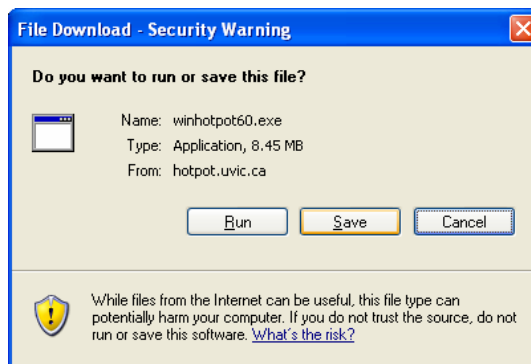 File Download - Security Warning
Do you want to run or save this file?
Name: winhotpot60.exe
Type: Application, 8.45 MB
From: hotpot.uvic.ca
Run Save Cancel
While files from the Internet can be useful, this file type can
potentially harm your computer. If you do not trust the source, do not
run or save this software. What's the risk?